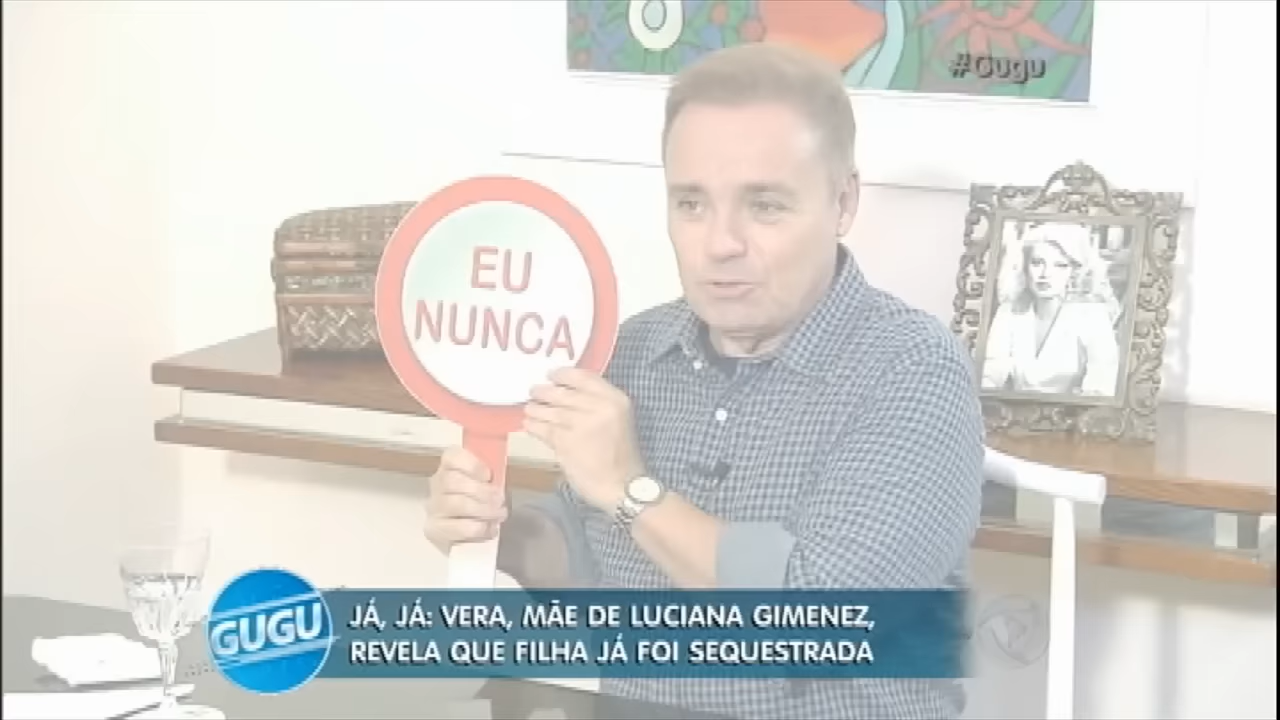 #Gugu
EU
NUNCA
GUGU
JÁ, JÁ: VERA, MÃE DE LUCIANA GIMENEZ,
REVELA QUE FILHA JÁ FOI SEQUESTRADA